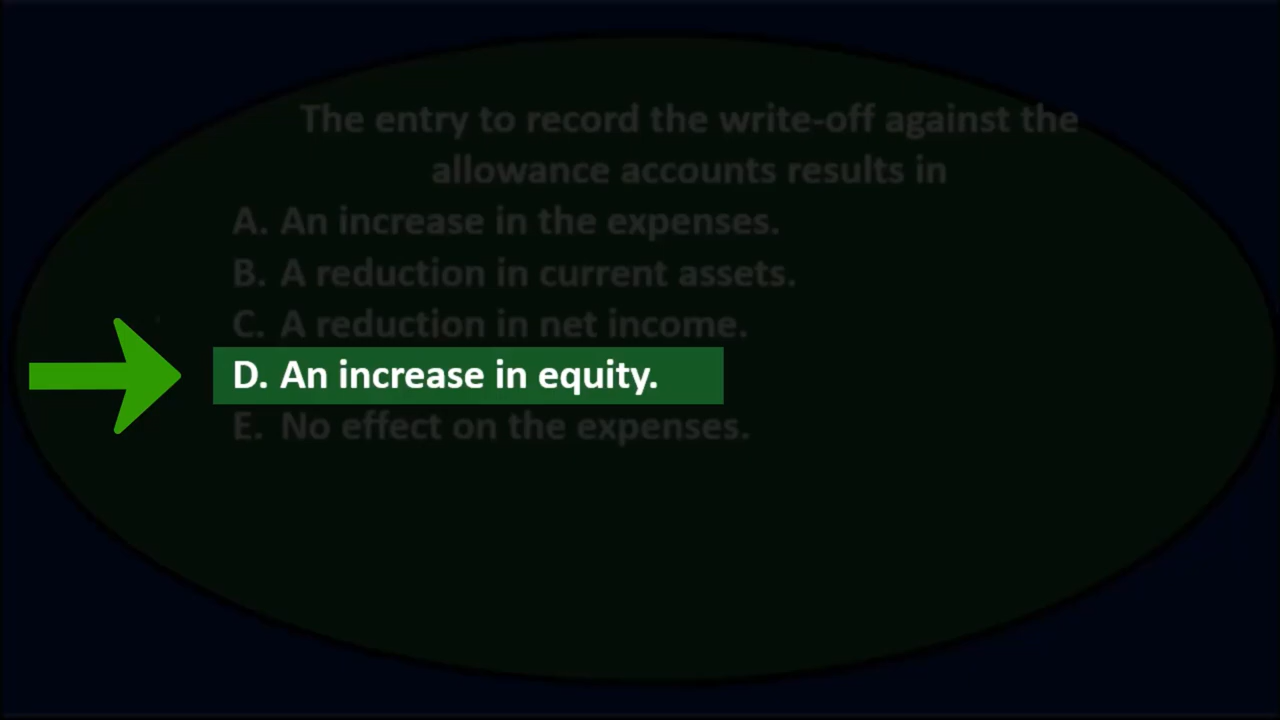 The entry to record the write-off against the
allowance accounts results in
A. An increase in the expenses.
B. A reduction in current assets.
C. A reduction in net income.
D. An increase in equity.
E. No effect on the expenses.